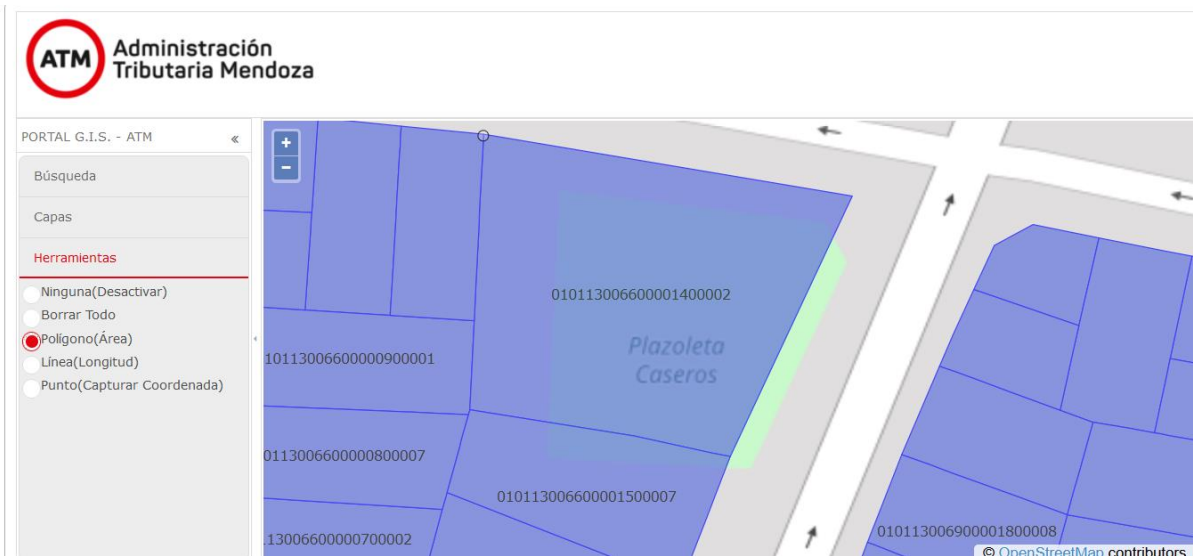 ATM
Administración
Tributaria Mendoza
PORTAL G.I.S. - ATM «
Búsqueda
Capas
Herramientas
Ninguna(Desactivar)
Borrar Todo
Polígono(Área)
Línea(Longitud)
Punto(Capturar Coordenada)
+
−
010113006600001400002
Plazoleta
Caseros
10113006600000900001
0113006600000800007
010113006600001500007
13006600000700002
010113006900001800008
© OpenStreetMap contributors